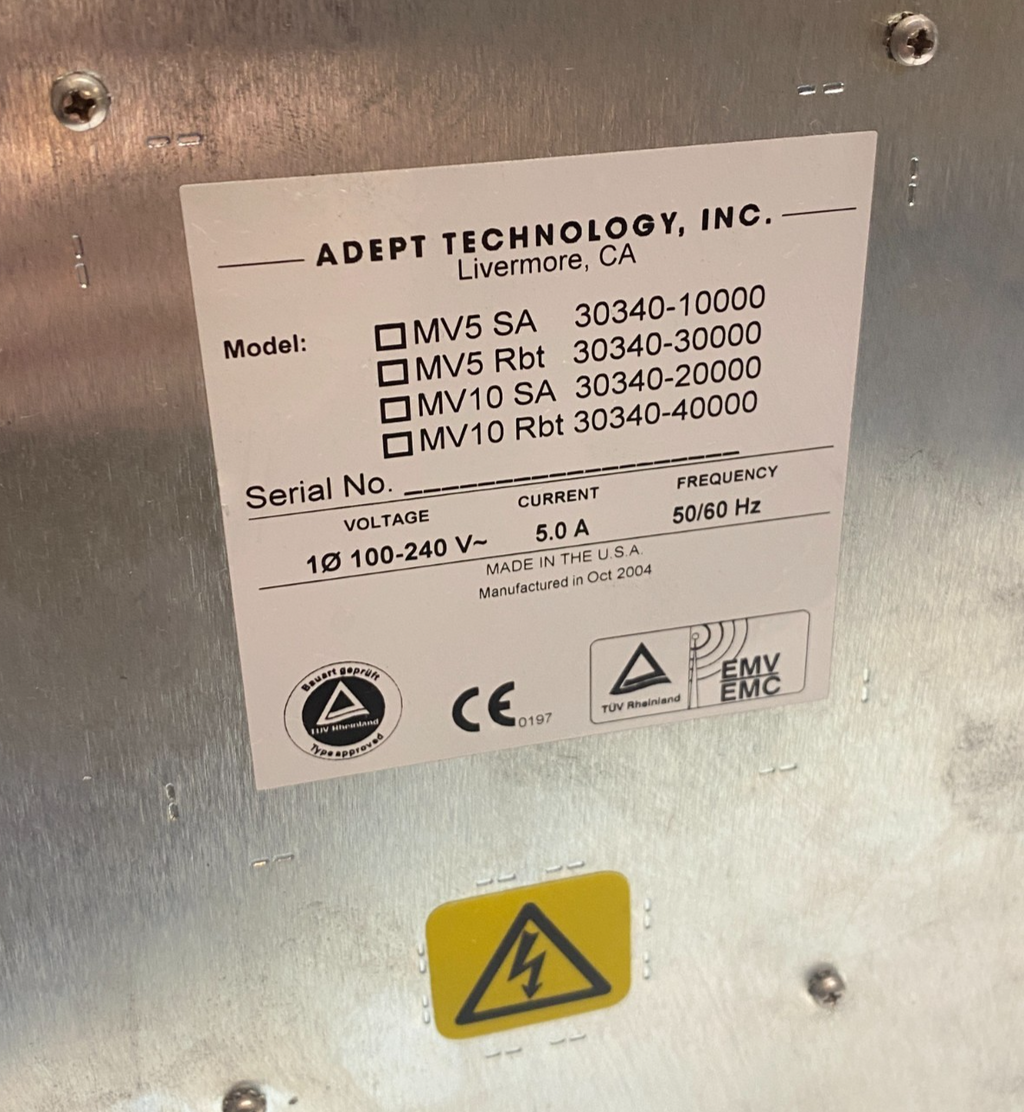 ADEPT TECHNOLOGY, INC.
Livermore, CA
Model:
MV5 SA 30340-10000
MV5 Rbt 30340-30000
MV10 SA 30340-20000
MV10 Rbt 30340-40000
Serial No. __________________
VOLTAGE CURRENT FREQUENCY
1Ø 100-240 V~ 5.0 A 50/60 Hz
MADE IN THE U.S.A.
Manufactured in Oct 2004
Bauart geprüft
TÜV Rheinland
Type approved
CE 0197
TÜV Rheinland
EMV
EMC